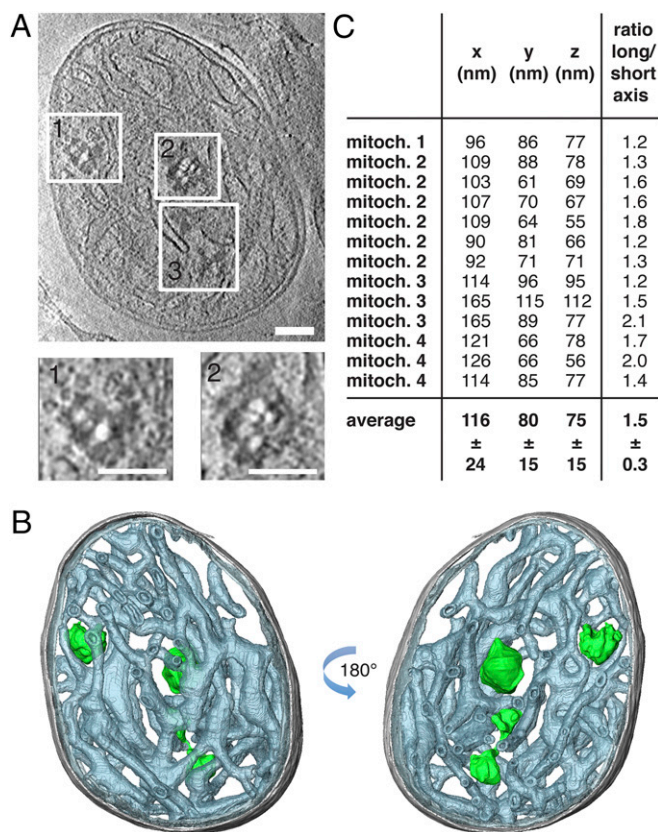 A
1
2
3
1
2
C
x (nm) y (nm) z (nm) ratio long/ short axis
mitoch. 1 96 86 77 1.2
mitoch. 2 109 88 78 1.3
mitoch. 2 103 61 69 1.6
mitoch. 2 107 70 67 1.6
mitoch. 2 109 64 55 1.8
mitoch. 2 90 81 66 1.2
mitoch. 2 92 71 71 1.3
mitoch. 3 114 96 95 1.2
mitoch. 3 165 115 112 1.5
mitoch. 3 165 89 77 2.1
mitoch. 4 121 66 78 1.7
mitoch. 4 126 66 56 2.0
mitoch. 4 114 85 77 1.4
average 116 80 75 1.5
± ± ± ±
24 15 15 0.3
B
180°